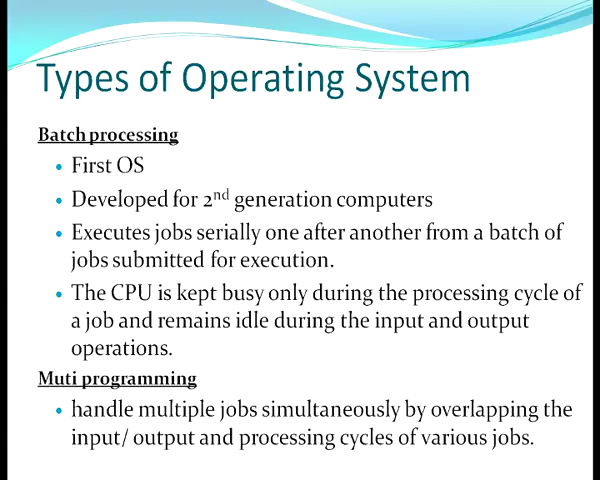 Types of Operating System
Batch processing
• First OS
• Developed for 2nd generation computers
• Executes jobs serially one after another from a batch of
jobs submitted for execution.
• The CPU is kept busy only during the processing cycle of
a job and remains idle during the input and output
operations.
Muti programming
• handle multiple jobs simultaneously by overlapping the
input/ output and processing cycles of various jobs.